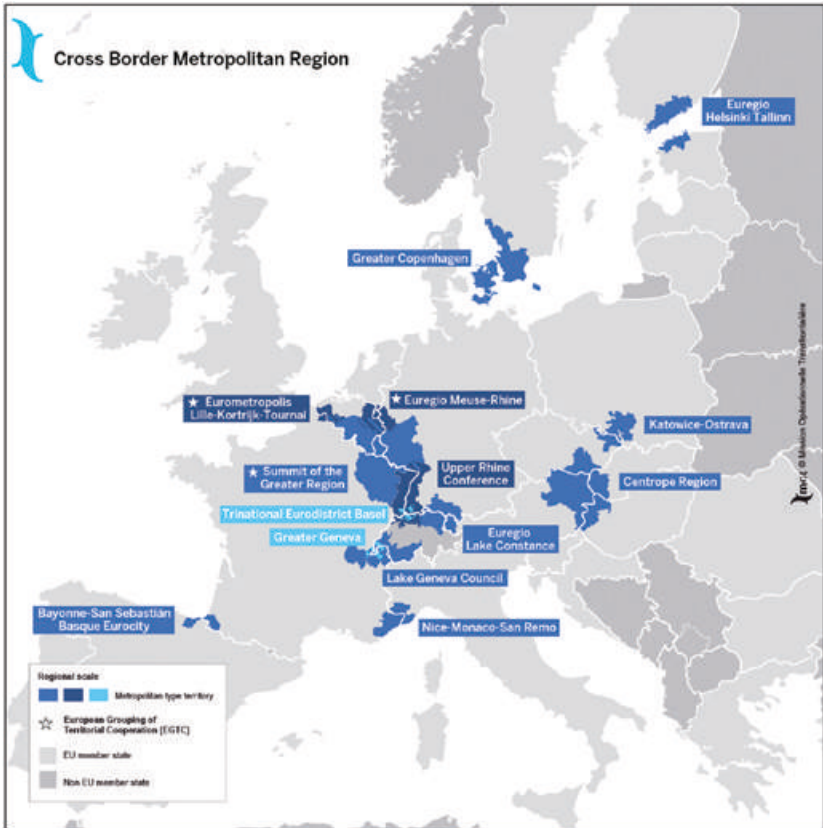 Cross Border Metropolitan Region
Euregio
Helsinki Tallinn
Greater Copenhagen
Eurometropolis
Lille-Kortrijk-Tournai
Euregio Meuse-Rhine
Katowice-Ostrava
Summit of the
Greater Region
Upper Rhine
Conference
Centrope Region
Trinational Eurodistrict Basel
Greater Geneva
Euregio
Lake Constance
Lake Geneva Council
Bayonne-San Sebastián
Basque Eurocity
Nice-Monaco-San Remo
Regional scale
Metropolitan type territory
European Grouping of
Territorial Cooperation [EGTC]
EU member state
Non EU member state
© Mission Opérationnelle Transfrontalière